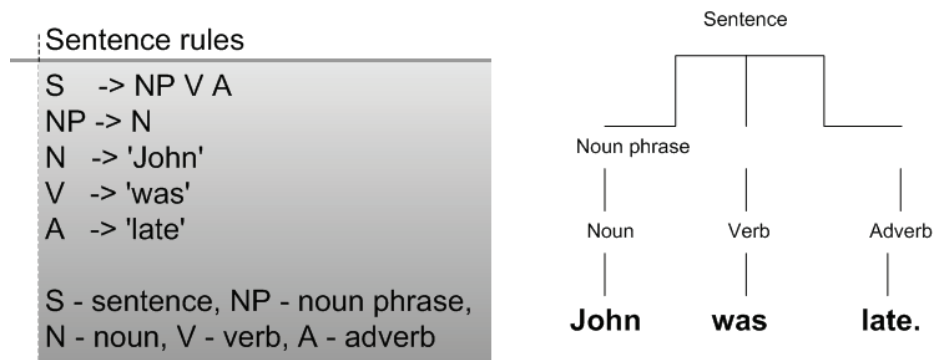 Sentence rules
S -> NP V A
NP -> N
N -> 'John'
V -> 'was'
A -> 'late'
S - sentence, NP - noun phrase,
N - noun, V - verb, A - adverb
Sentence
Noun phrase
Noun Verb Adverb
John was late.